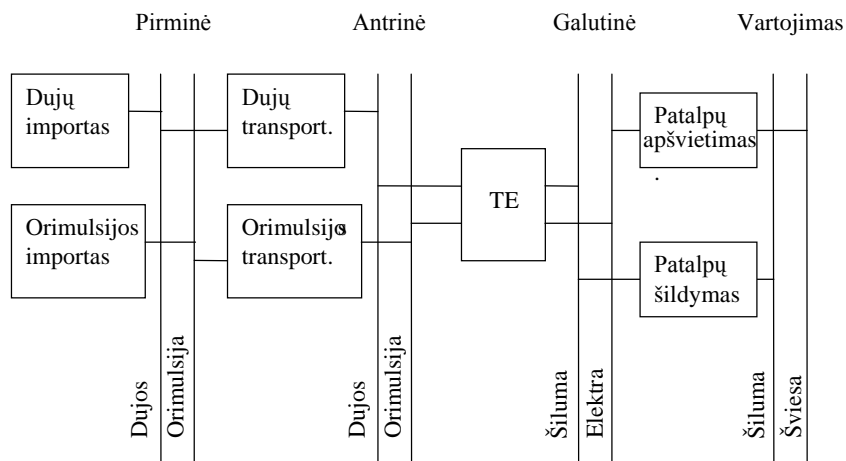 Pirminė
Antrinė
Galutinė
Vartojimas
Dujų
importas
Dujų
transport.
Patalpų
apšvietimas
.
TE
Orimulsijos
importas
Orimulsijos
transport.
Patalpų
šildymas
Dujos
Orimulsija
Dujos
Orimulsija
Šiluma
Elektra
Šiluma
Šviesa